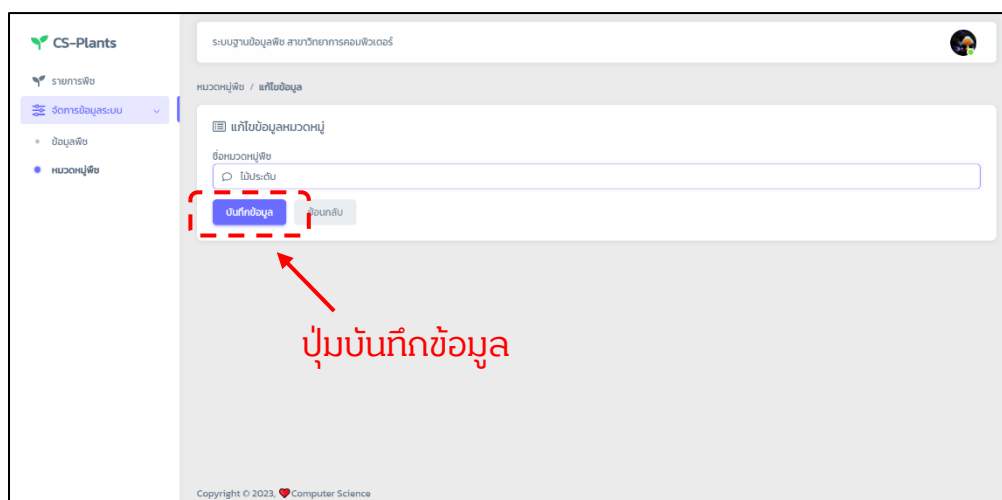 CS-Plants
ระบบฐานข้อมูลพืช สาขาวิทยาการคอมพิวเตอร์
รายการพืช
จัดการข้อมูลระบบ
ข้อมูลพืช
หมวดหมู่พืช
หมวดหมู่พืช / แก้ไขข้อมูล
แก้ไขข้อมูลหมวดหมู่
ชื่อหมวดหมู่พืช
ไม้ประดับ
บันทึกข้อมูล
ย้อนกลับ
ปุ่มบันทึกข้อมูล
Copyright © 2023, ❤Computer Science